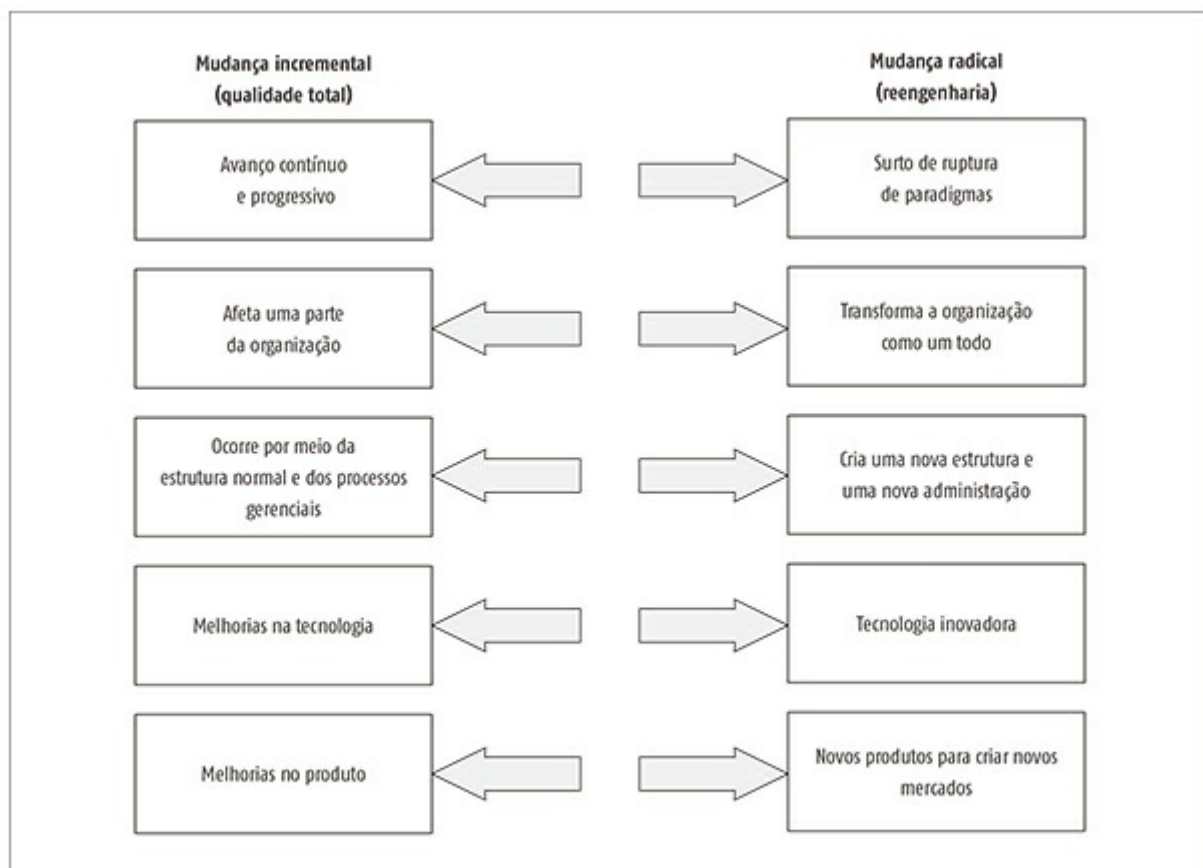 Mudança incremental
(qualidade total)
Mudança radical
(reengenharia)
Avanço contínuo
e progressivo
Surto de ruptura
de paradigmas
Afeta uma parte
da organização
Transforma a organização
como um todo
Ocorre por meio da
estrutura normal e dos processos
gerenciais
Cria uma nova estrutura e
uma nova administração
Melhorias na tecnologia
Tecnologia inovadora
Melhorias no produto
Novos produtos para criar novos
mercados